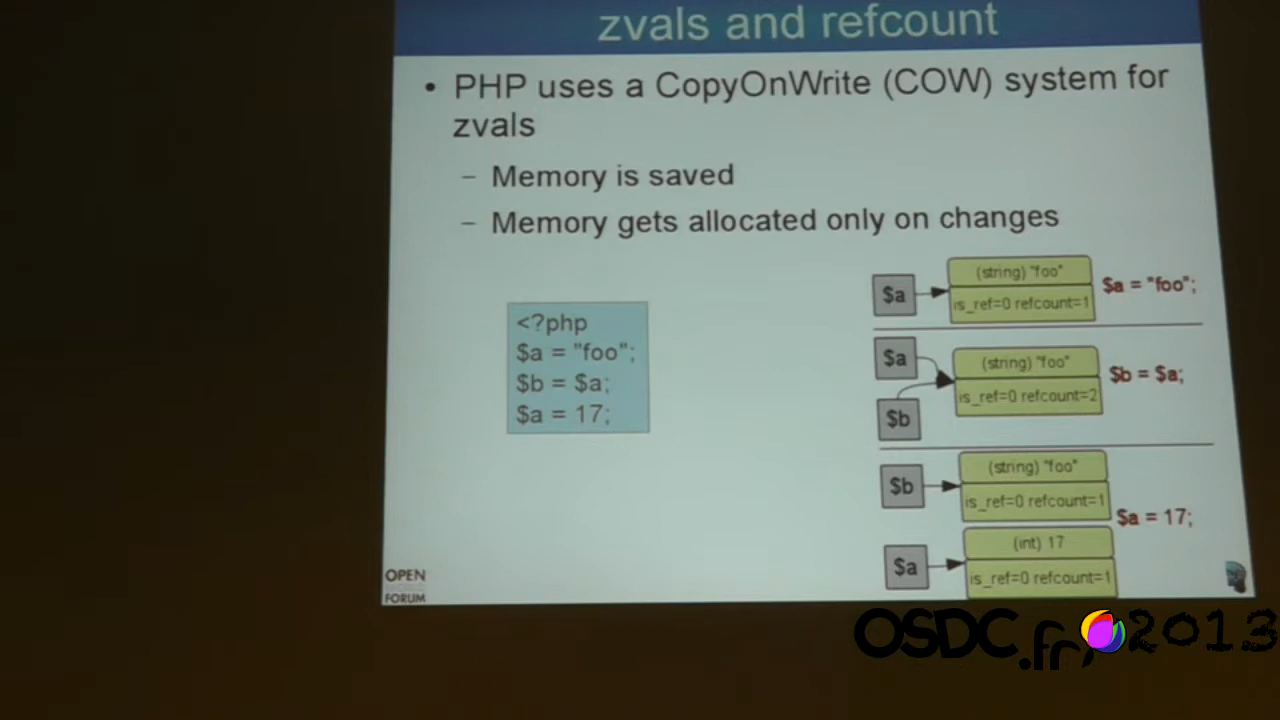 zvals and refcount
• PHP uses a CopyOnWrite (COW) system for
zvals
– Memory is saved
– Memory gets allocated only on changes
<?php
$a = "foo";
$b = $a;
$a = 17;
$a
(string) "foo"
is_ref=0 refcount=1
$a = "foo";
$a
$b
(string) "foo"
is_ref=0 refcount=2
$b = $a;
$b
(string) "foo"
is_ref=0 refcount=1
$a = 17;
$a
(int) 17
is_ref=0 refcount=1
OPEN
FORUM
OSDC.fr 2013